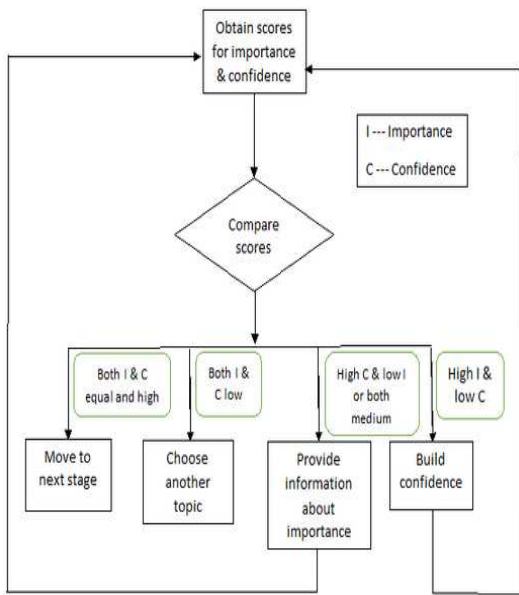 Obtain scores
for importance
& confidence
I --- Importance
C --- Confidence
Compare
scores
Both I & C
equal and high
Both I &
C low
High C & low I
or both
medium
High I &
low C
Move to
next stage
Choose
another
topic
Provide
information
about
importance
Build
confidence